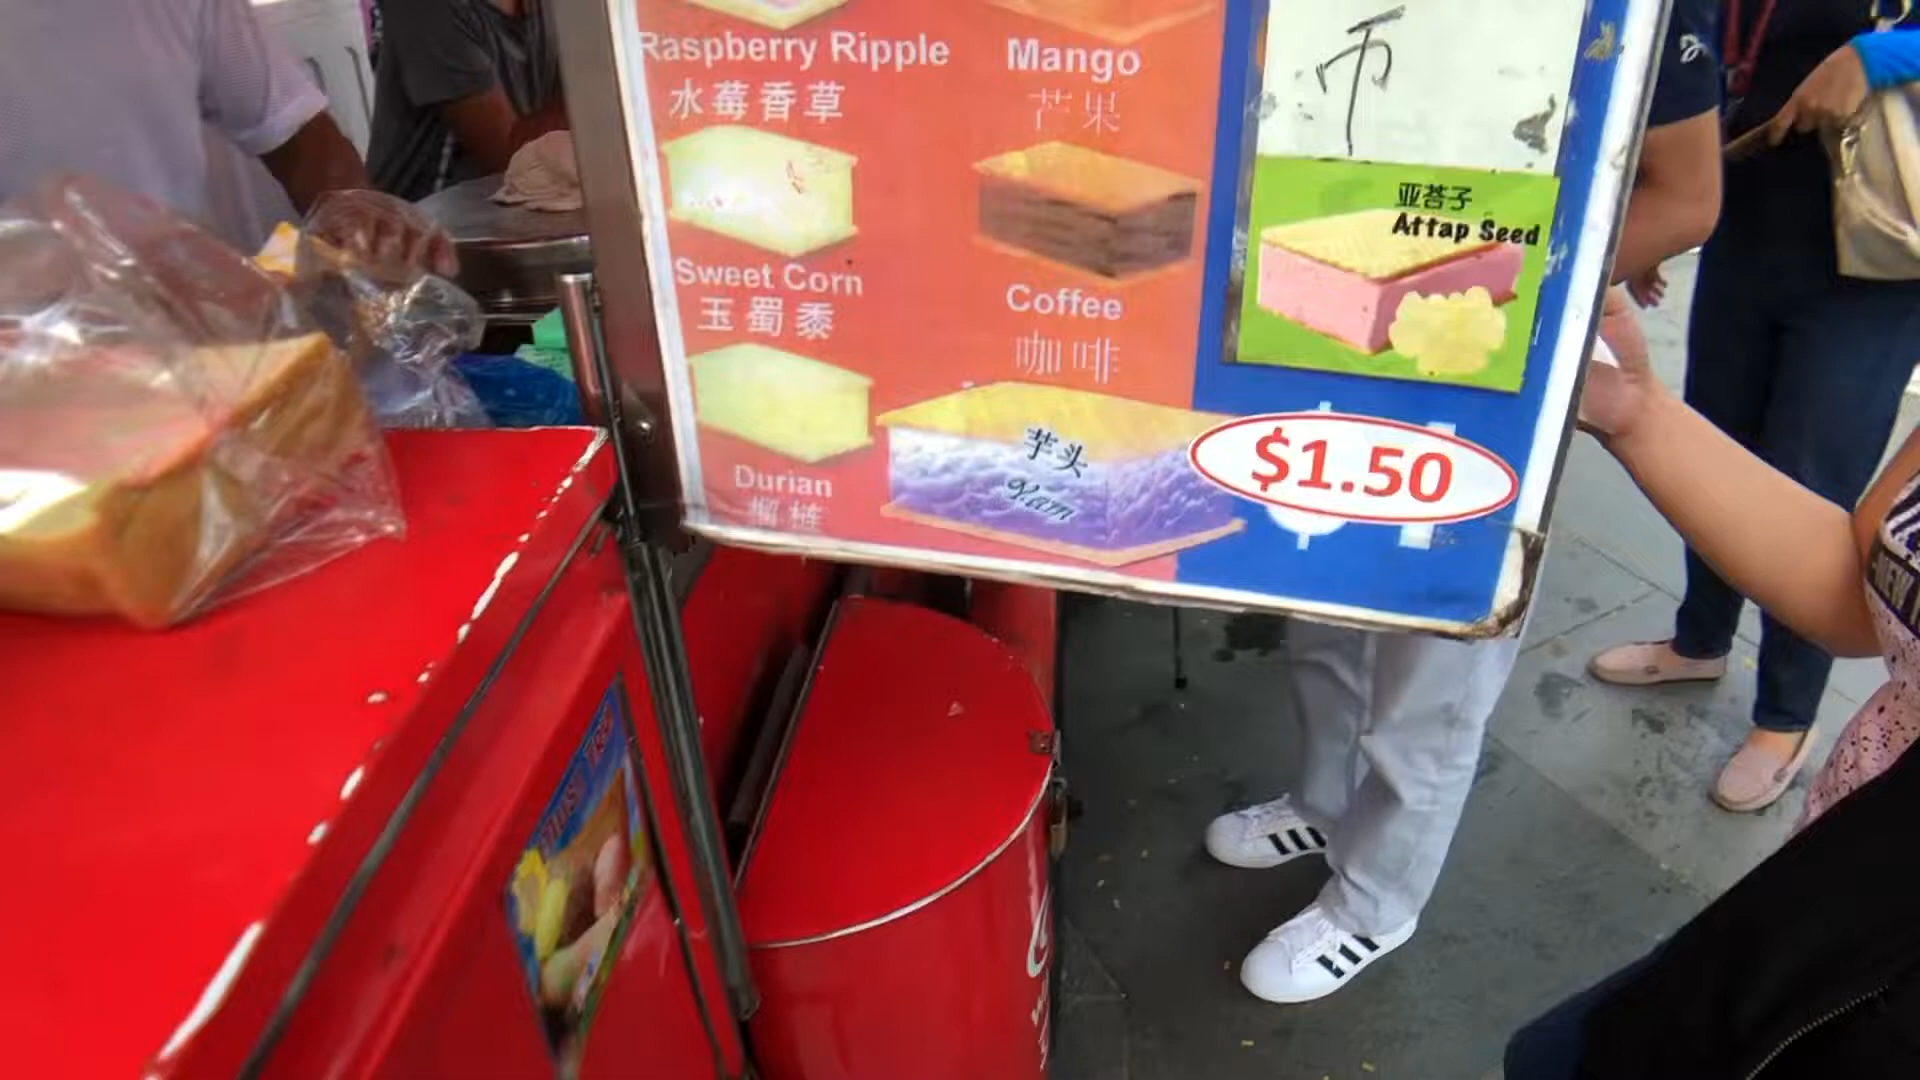 Raspberry Ripple
水莓香草
Mango
芒果
Sweet Corn
玉蜀黍
Coffee
咖啡
Durian
榴梿
芋头
Yam
亚荅子
Attap Seed
$1.50